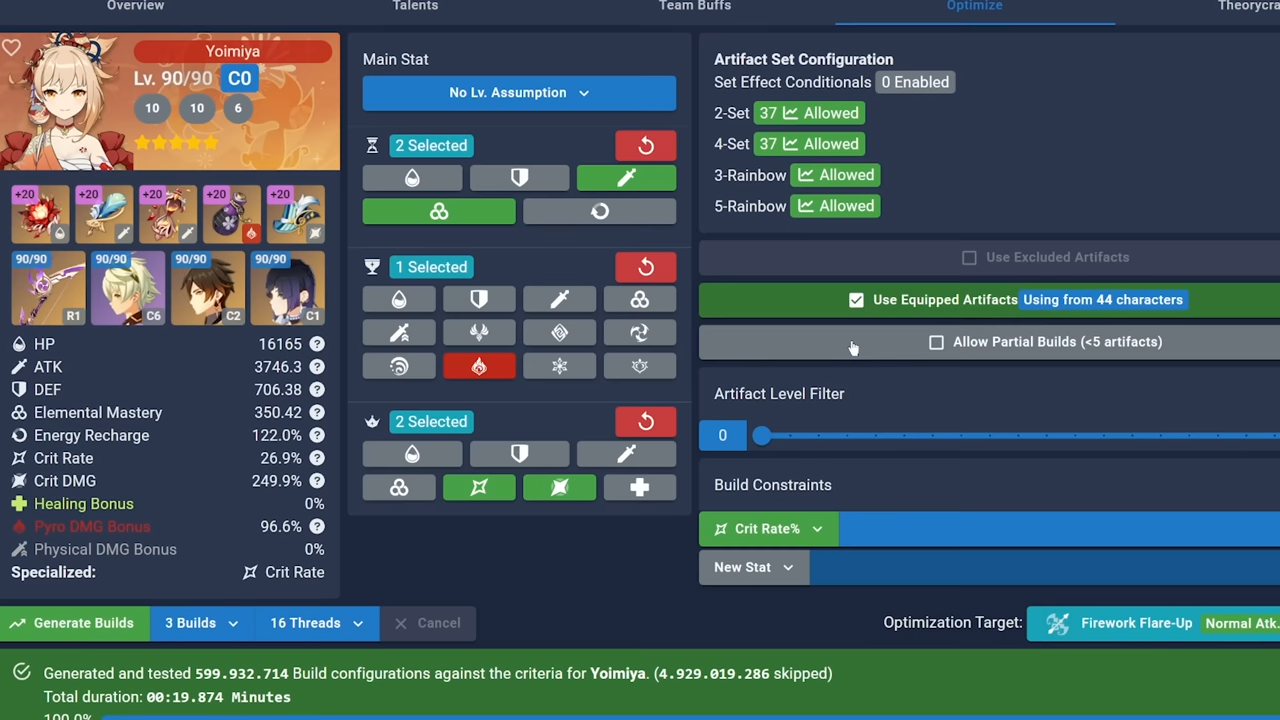 Overview Talents Team Buffs Optimize Theorycra
Yoimiya
Lv. 90/90 C0
10 10 6
+20 +20 +20 +20 +20
90/90 90/90 90/90 90/90
R1 C6 C2 C1
HP 16165
ATK 3746.3
DEF 706.38
Elemental Mastery 350.42
Energy Recharge 122.0%
Crit Rate 26.9%
Crit DMG 249.9%
Healing Bonus 0%
Pyro DMG Bonus 96.6%
Physical DMG Bonus 0%
Specialized: Crit Rate
Main Stat
No Lv. Assumption
2 Selected
1 Selected
2 Selected
Artifact Set Configuration
Set Effect Conditionals 0 Enabled
2-Set 37 Allowed
4-Set 37 Allowed
3-Rainbow Allowed
5-Rainbow Allowed
Use Excluded Artifacts
Use Equipped Artifacts Using from 44 characters
Allow Partial Builds (<5 artifacts)
Artifact Level Filter
0
Build Constraints
Crit Rate%
New Stat
Generate Builds 3 Builds 16 Threads Cancel
Optimization Target: Firework Flare-Up Normal Atk.
Generated and tested 599.932.714 Build configurations against the criteria for Yoimiya. (4.929.019.286 skipped)
Total duration: 00:19.874 Minutes
100.0%